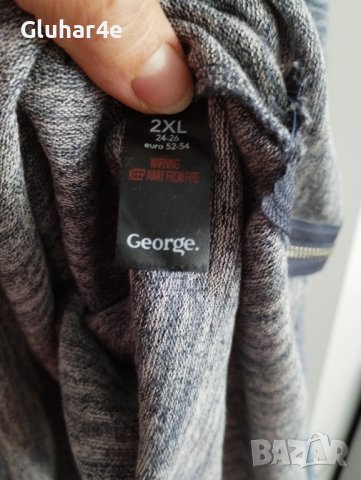 Gluhar4e
2XL
24-26
euro 52-54
WARNING
KEEP AWAY FROM FIRE
George.
BAZAR